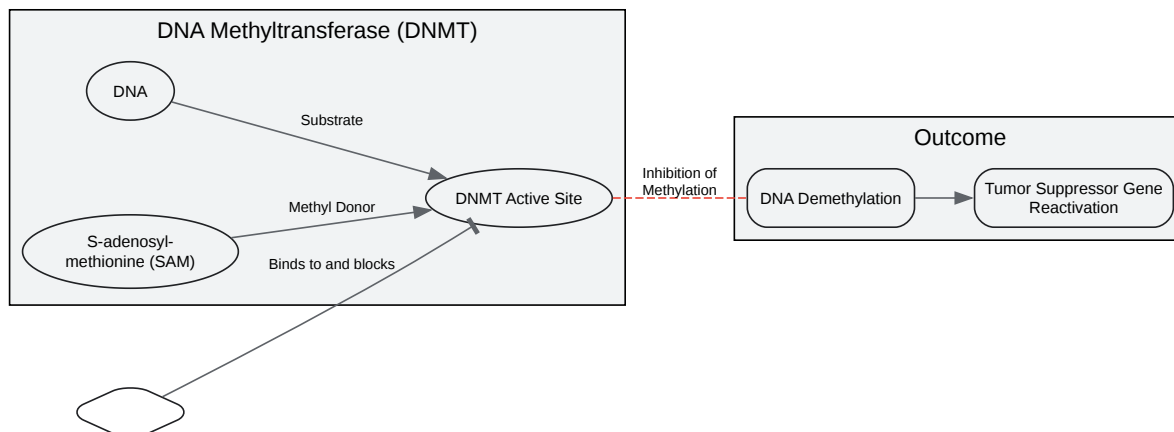 DNA Methyltransferase (DNMT)
DNA
Substrate
Methyl Donor
S-adenosyl-
methionine (SAM)
DNMT Active Site
Binds to and blocks
Inhibition of
Methylation
Outcome
DNA Demethylation
Tumor Suppressor Gene
Reactivation